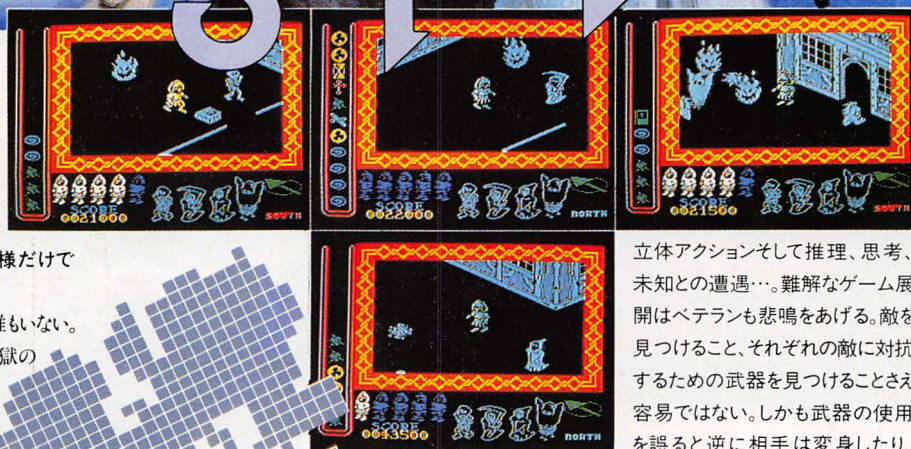 SCORE
0021000
SOUTH
SCORE
0022000
NORTH
SCORE
0021500
SOUTH
SCORE
0043500
NORTH
様だけで
誰もいない。
獄の
立体アクションそして推理、思考、
未知との遭遇…。難解なゲーム展
開はベテランも悲鳴をあげる。敵を
見つけること、それぞれの敵に対抗
するための武器を見つけることさえ
容易ではない。しかも武器の使用
を誤ると逆に相手は変身したり、